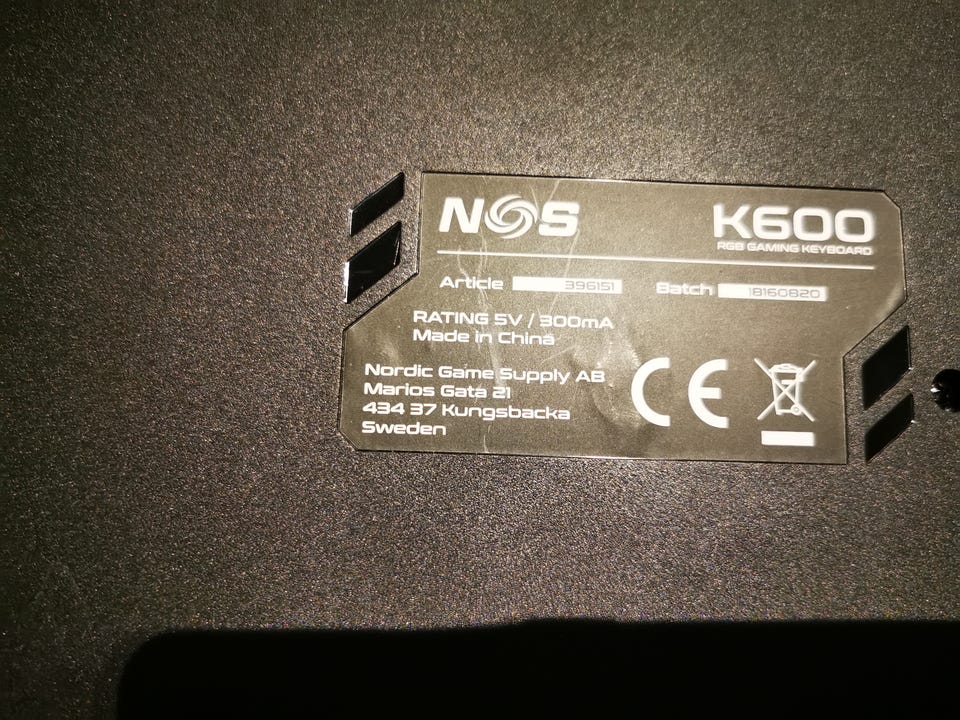 NOS
K600
RGB GAMING KEYBOARD
Article 396151
Batch 18160820
RATING 5V / 300mA
Made in China
Nordic Game Supply AB
Marios Gata 21
434 37 Kungsbacka
Sweden
CE